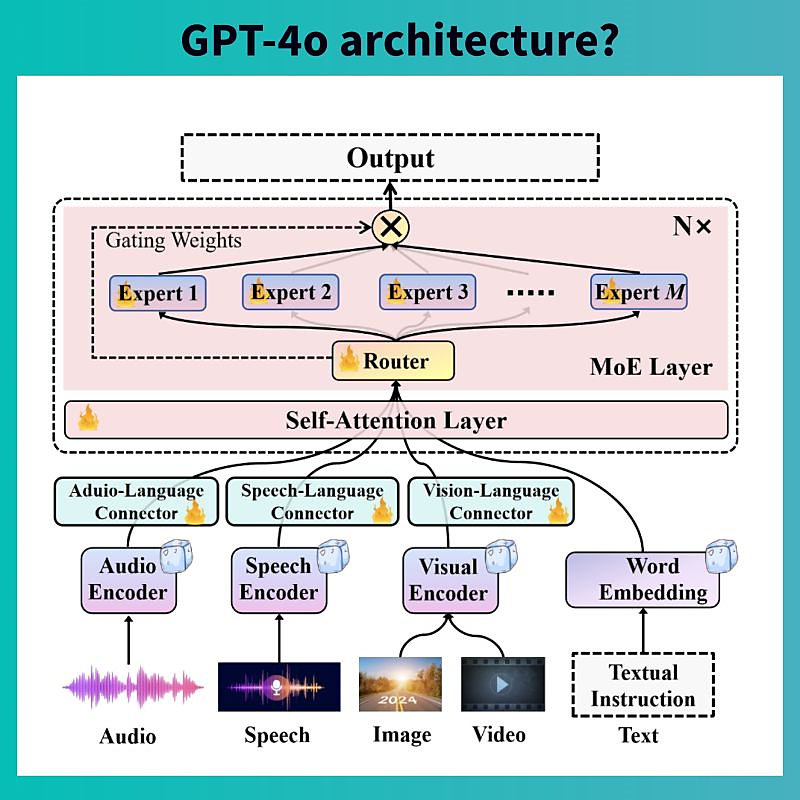 GPT-4o architecture?
Output
Gating Weights
N×
Expert 1
Expert 2
Expert 3
.....
Expert M
Router
MoE Layer
Self-Attention Layer
Aduio-Language
Connector
Speech-Language
Connector
Vision-Language
Connector
Audio
Encoder
Speech
Encoder
Visual
Encoder
Word
Embedding
2024
Textual
Instruction
Audio
Speech
Image
Video
Text